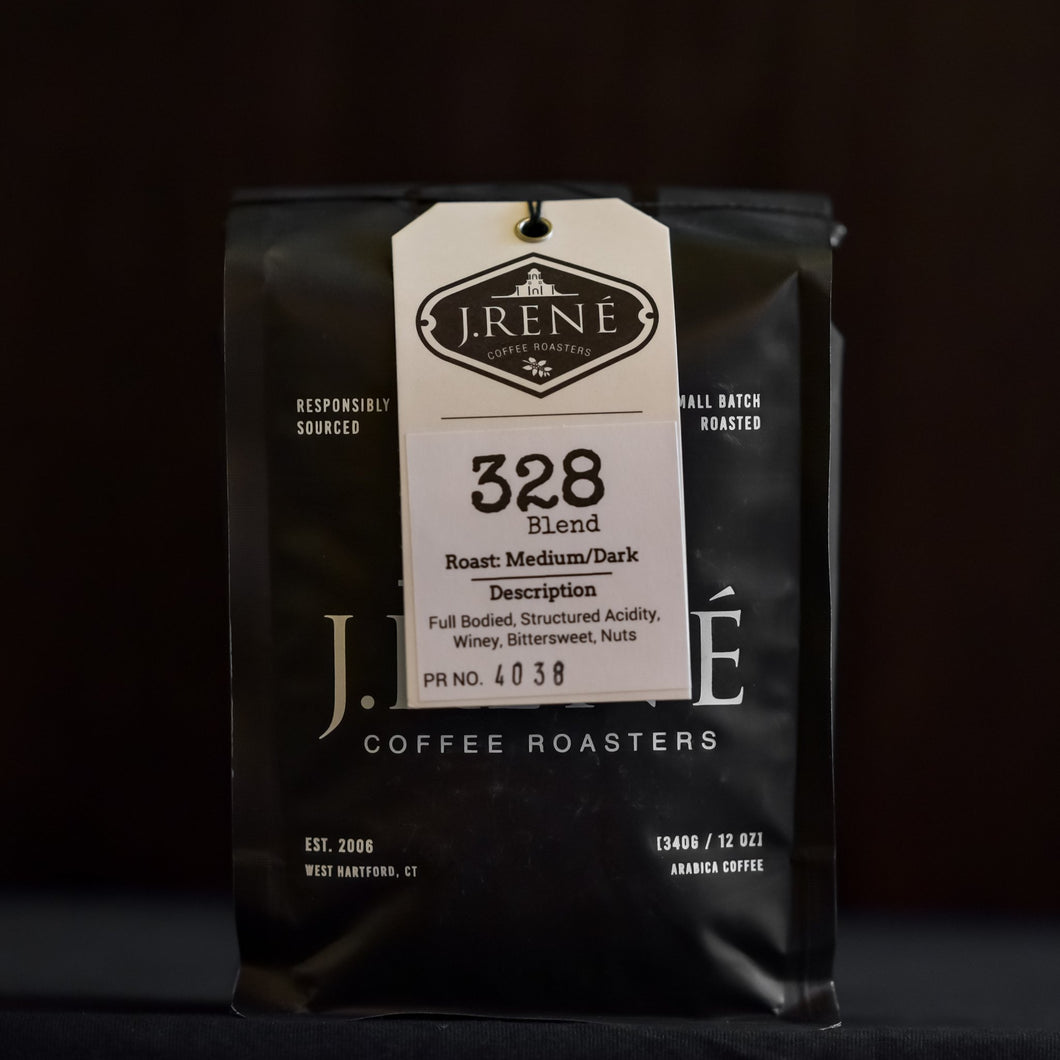 J.RENÉ
COFFEE ROASTERS
RESPONSIBLY
SOURCED
MALL BATCH
ROASTED
328
Blend
Roast: Medium/Dark
Description
Full Bodied, Structured Acidity,
Winey, Bittersweet, Nuts
PR NO. 4038
J. É
COFFEE ROASTERS
EST. 2006
WEST HARTFORD, CT
[340G / 12 OZ]
ARABICA COFFEE